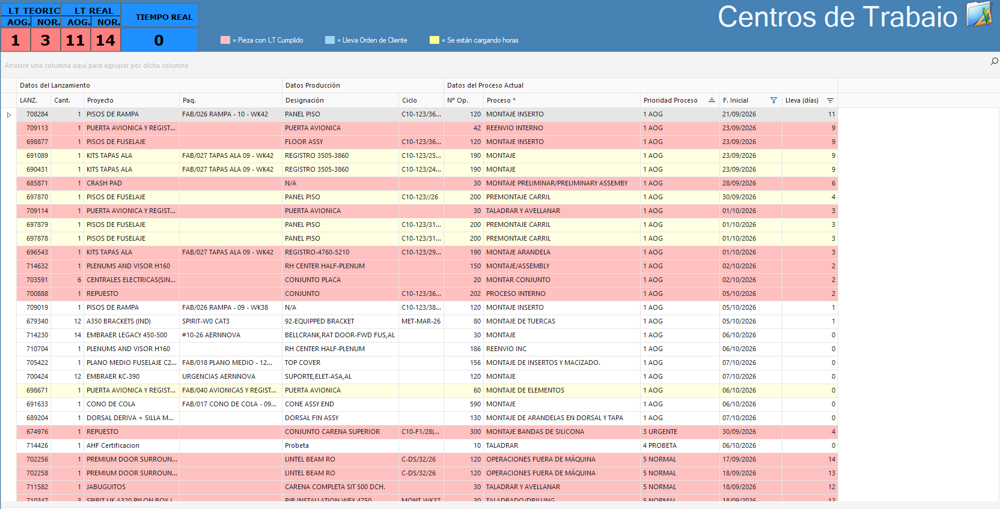 LT TEORIC LT REAL TIEMPO REAL
AOG. NOR. AOG. NOR.
1 3 11 14 0
= Pieza con LT Cumplido = Lleva Orden de Cliente = Se están cargando horas
Centros de Trabajo
Arrastre una columna aquí para agrupar por dicha columna
Datos del Lanzamiento Datos Producción Datos del Proceso Actual
LANZ. Cant. Proyecto Paq. Designación Ciclo Nº Op. Proceso * Prioridad Proceso F. Inicial Lleva (días)
708284 1 PISOS DE RAMPA FAB/026 RAMPA - 10 - WK42 PANEL PISO C10-123/36... 120 MONTAJE INSERTO 1 AOG 21/09/2026 11
709113 1 PUERTA AVIONICA Y REGIST... PUERTA AVIONICA 42 REENVIO INTERNO 1 AOG 23/09/2026 9
698877 1 PISOS DE FUSELAJE FLOOR ASSY C10-123/36... 120 MONTAJE INSERTO 1 AOG 23/09/2026 9
691089 1 KITS TAPAS ALA FAB/027 TAPAS ALA 09 - WK42 REGISTRO 3505-3860 C10-123/25... 190 MONTAJE 1 AOG 23/09/2026 9
690431 1 KITS TAPAS ALA FAB/027 TAPAS ALA 09 - WK42 REGISTRO 3505-3860 C10-123/24... 190 MONTAJE 1 AOG 23/09/2026 9
685871 1 CRASH PAD N/A 30 MONTAJE PRELIMINAR/PRELIMINARY ASSEMBY 1 AOG 28/09/2026 6
697870 1 PISOS DE FUSELAJE PANEL PISO C10-123//26 200 PREMONTAJE CARRIL 1 AOG 30/09/2026 4
709114 1 PUERTA AVIONICA Y REGIST... PUERTA AVIONICA 30 TALADRAR Y AVELLANAR 1 AOG 01/10/2026 3
697879 1 PISOS DE FUSELAJE PANEL PISO C10-123/31... 200 PREMONTAJE CARRIL 1 AOG 01/10/2026 3
697878 1 PISOS DE FUSELAJE PANEL PISO C10-123/31... 200 PREMONTAJE CARRIL 1 AOG 01/10/2026 3
696543 1 KITS TAPAS ALA FAB/027 TAPAS ALA 09 - WK42 REGISTRO-4760-5210 C10-123/29... 190 MONTAJE ARANDELA 1 AOG 01/10/2026 3
714632 1 PLENUMS AND VISOR H160 RH CENTER HALF-PLENUM 150 MONTAJE/ASSEMBLY 1 AOG 02/10/2026 2
703591 6 CENTRALES ELECTRICAS(SIN... CONJUNTO PLACA 20 MONTAR CONJUNTO 1 AOG 02/10/2026 2
700888 1 REPUESTO CONJUNTO C10-123/36... 202 PROCESO INTERNO 1 AOG 05/10/2026 2
709019 1 PISOS DE RAMPA FAB/026 RAMPA - 09 - WK38 N/A C10-123/38... 120 MONTAJE INSERTO 1 AOG 05/10/2026 1
679340 12 A350 BRACKETS (IND) SPIRIT-W0 CAT3 92-EQUIPPED BRACKET MET-MAR-26 80 MONTAJE DE TUERCAS 1 AOG 05/10/2026 1
714230 14 EMBRAER LEGACY 450-500 #10-26 AERNNOVA BELLCRANK,RAT DOOR-FWD FUS,AL 30 MONTAJE 1 AOG 06/10/2026 0
710704 1 PLENUMS AND VISOR H160 RH CENTER HALF-PLENUM 186 REENVIO INC 1 AOG 06/10/2026 0
705422 1 PLANO MEDIO FUSELAJE C2... FAB/018 PLANO MEDIO - 12... TOP COVER 156 MONTAJE DE INSERTOS Y MACIZADO. 1 AOG 07/10/2026 0
700424 12 EMBRAER KC-390 URGENCIAS AERNNOVA SUPORTE,ELET-ASA,AL 120 MONTAJE 1 AOG 07/10/2026 0
698671 1 PUERTA AVIONICA Y REGIST... FAB/040 AVIONICAS Y REGIST... PUERTA AVIONICA 60 MONTAJE DE ELEMENTOS 1 AOG 06/10/2026 0
691633 1 CONO DE COLA FAB/017 CONO DE COLA - 09... CONE ASSY END 590 MONTAJE 1 AOG 06/10/2026 0
689204 1 DORSAL DERIVA + SILLA M... DORSAL FIN ASSY 130 MONTAJE DE ARANDELAS EN DORSAL Y TAPA 1 AOG 07/10/2026 0
674976 1 REPUESTO CONJUNTO CARENA SUPERIOR C10-F1/28(... 300 MONTAJE BANDAS DE SILICONA 3 URGENTE 30/09/2026 4
714426 1 AHF Certificacion Probeta 10 TALADRAR 4 PROBETA 06/10/2026 0
702256 1 PREMIUM DOOR SURROUN... LINTEL BEAM RO C-DS/32/26 120 OPERACIONES FUERA DE MÁQUINA 5 NORMAL 17/09/2026 14
702258 1 PREMIUM DOOR SURROUN... LINTEL BEAM RO C-DS/32/26 120 OPERACIONES FUERA DE MÁQUINA 5 NORMAL 18/09/2026 13
711582 1 JABUGUITOS CARENA COMPLETA SIT 500 DCH. 30 TALADRAR Y AVELLANAR 5 NORMAL 18/09/2026 12
710347 3 SPIRIT UK A320 PYLON BOX ( RIB INSTALLATION WFX 4750 MONT-WK37 30 TALADRADO/DRILLING 5 NORMAL 18/09/2026 12